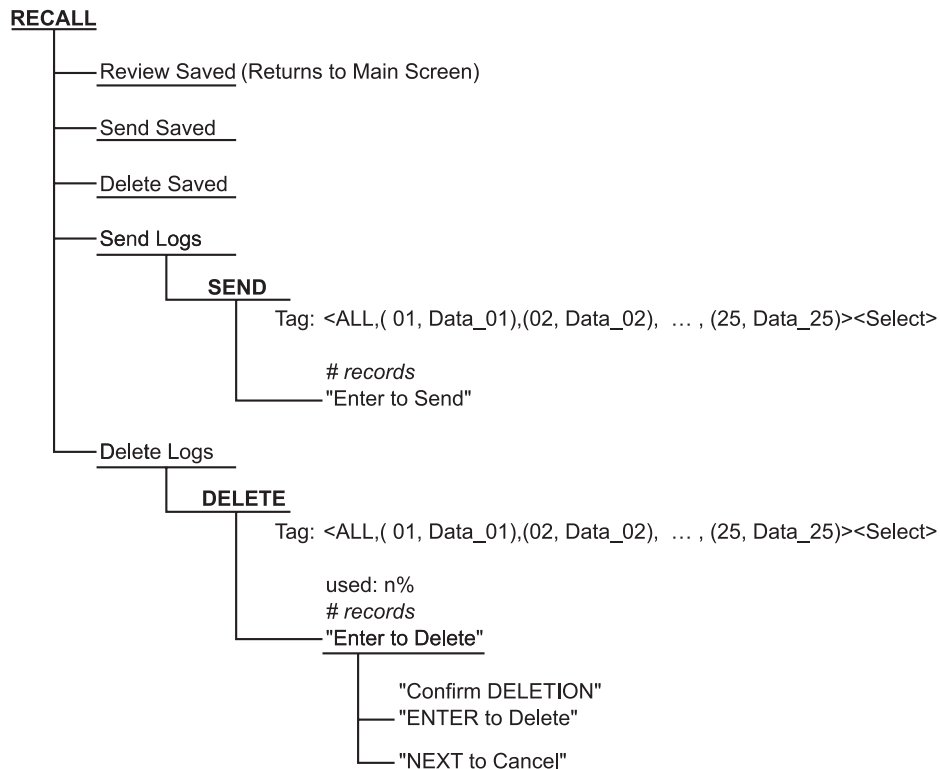 RECALL
Review Saved (Returns to Main Screen)
Send Saved
Delete Saved
Send Logs
SEND
Tag: <ALL,( 01, Data_01),(02, Data_02), … , (25, Data_25)><Select>
# records
"Enter to Send"
Delete Logs
DELETE
Tag: <ALL,( 01, Data_01),(02, Data_02), … , (25, Data_25)><Select>
used: n%
# records
"Enter to Delete"
"Confirm DELETION"
"ENTER to Delete"
"NEXT to Cancel"